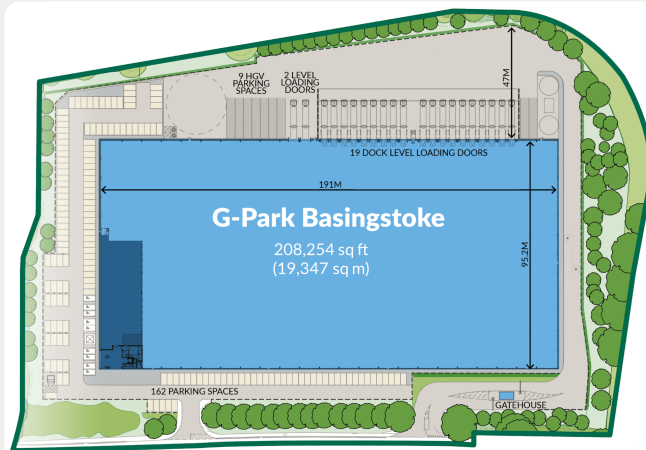 9 HGV
PARKING
SPACES
2 LEVEL
LOADING
DOORS
47M
19 DOCK LEVEL LOADING DOORS
191M
G-Park Basingstoke
208,254 sq ft
(19,347 sq m)
95.2M
162 PARKING SPACES
GATEHOUSE